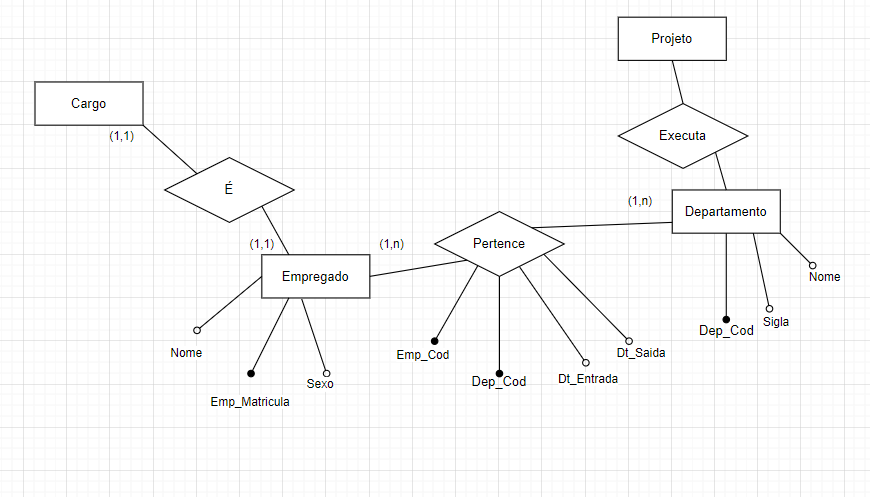 Projeto
Cargo
(1,1)
Executa
É
(1,n)
Departamento
(1,1)
(1,n)
Pertence
Empregado
Nome
Nome
Emp_Matricula
Sexo
Emp_Cod
Dep_Cod
Dt_Entrada
Dt_Saida
Dep_Cod
Sigla